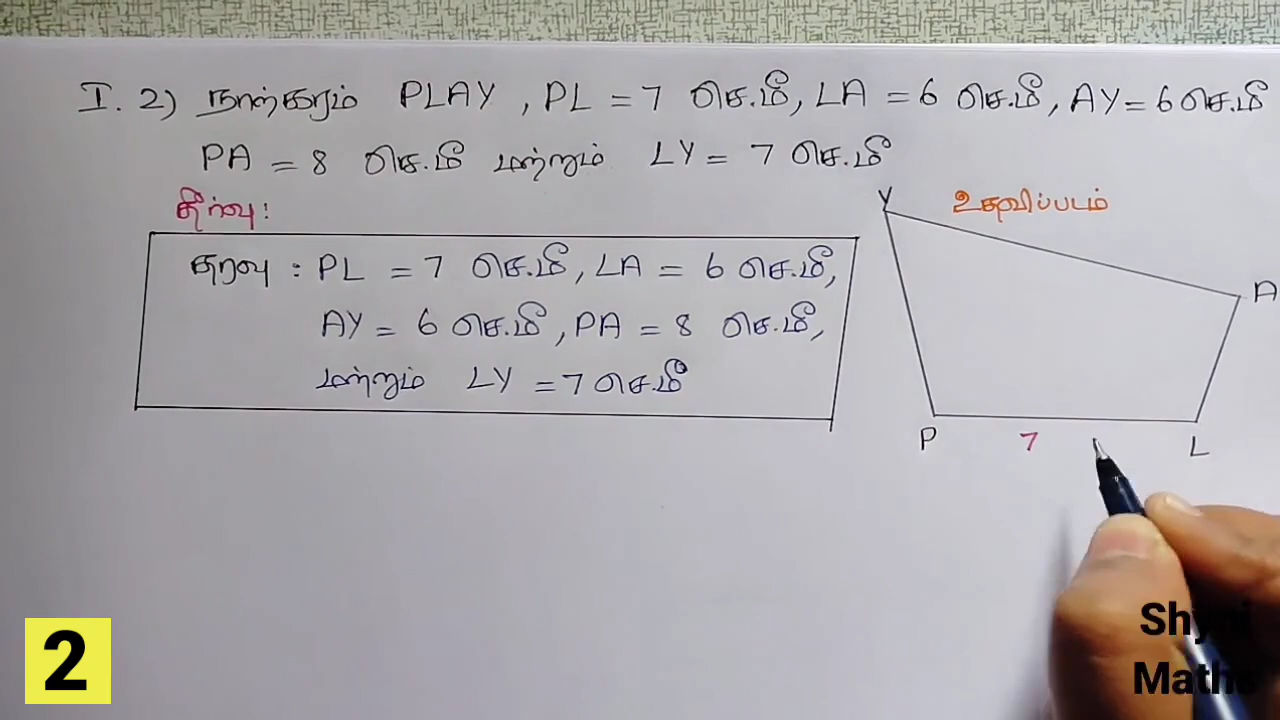 I. 2) நாற்கரம் PLAY , PL = 7 செ.மீ, LA = 6 செ.மீ, AY = 6 செ.மீ
PA = 8 செ.மீ மற்றும் LY = 7 செ.மீ
தீர்வு :
உதவிப்படம்
தரவு : PL = 7 செ.மீ, LA = 6 செ.மீ,
AY = 6 செ.மீ, PA = 8 செ.மீ,
மற்றும் LY = 7 செ.மீ
Y
A
P
7
L
2
Shyni
Maths